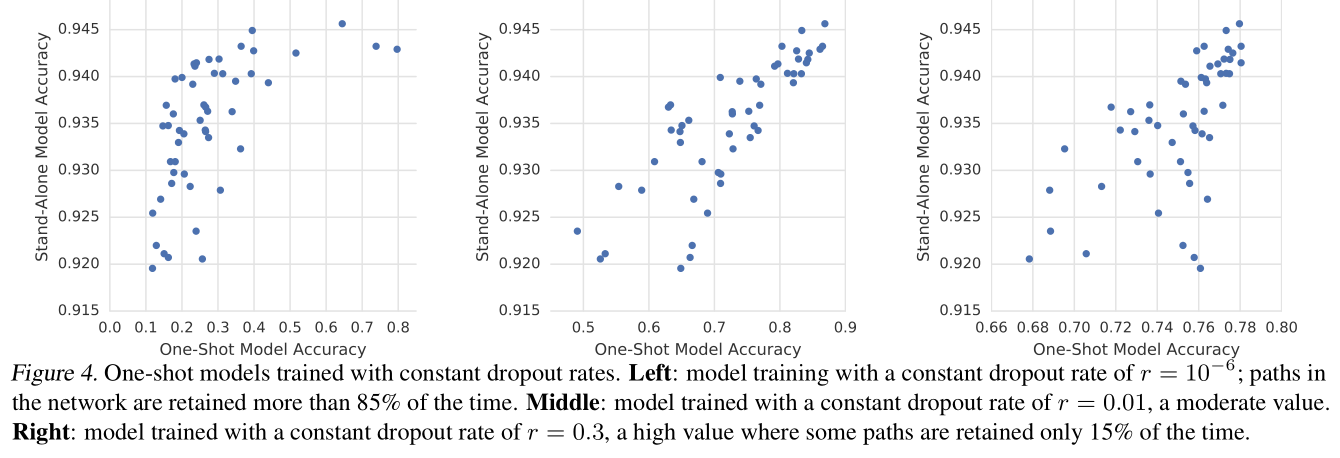 0.945
0.940
0.935
0.930
0.925
0.920
0.915
Stand-Alone Model Accuracy
0.0 0.1 0.2 0.3 0.4 0.5 0.6 0.7 0.8
One-Shot Model Accuracy
0.945
0.940
0.935
0.930
0.925
0.920
0.915
Stand-Alone Model Accuracy
0.5 0.6 0.7 0.8 0.9
One-Shot Model Accuracy
0.945
0.940
0.935
0.930
0.925
0.920
0.915
Stand-Alone Model Accuracy
0.66 0.68 0.70 0.72 0.74 0.76 0.78 0.80
One-Shot Model Accuracy
Figure 4. One-shot models trained with constant dropout rates. Left: model training with a constant dropout rate of r = 10⁻⁶; paths in
the network are retained more than 85% of the time. Middle: model trained with a constant dropout rate of r = 0.01, a moderate value.
Right: model trained with a constant dropout rate of r = 0.3, a high value where some paths are retained only 15% of the time.